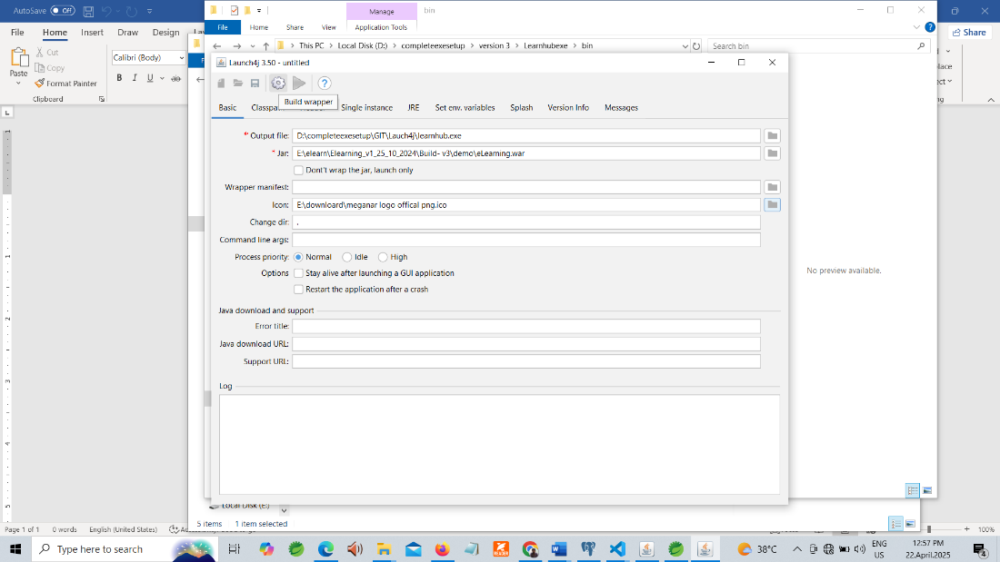 AutoSave Off
File Home Insert Draw Design
Cut
Copy
Format Painter
Paste
Clipboard
Calibri (Body)
B I U ab
Manage
bin
File Home Share View Application Tools
This PC > Local Disk (D:) > completeexesetup > version 3 > Learnhubexe > bin
Search bin
Share
Launch4j 3.50 - untitled
Build wrapper
Basic Classpa Single instance JRE Set env. variables Splash Version Info Messages
* Output file: D:\completeexesetup\GIT\Lauch4j\learnhub.exe
* Jar: E:\elearn\Elearning_v1_25_10_2024\Build- v3\demo\eLearning.war
Don't wrap the jar, launch only
Wrapper manifest:
Icon: E:\downloard\meganar logo offical png.ico
Change dir: .
Command line args:
Process priority: Normal Idle High
Options Stay alive after launching a GUI application
Restart the application after a crash
Java download and support
Error title:
Java download URL:
Support URL:
Log
No preview available.
Local Disk (E:)
5 items 1 item selected
Page 1 of 1 0 words English (United States)
100%
Type here to search
38°C
ENG
US
12:57 PM
22.April.2025
4